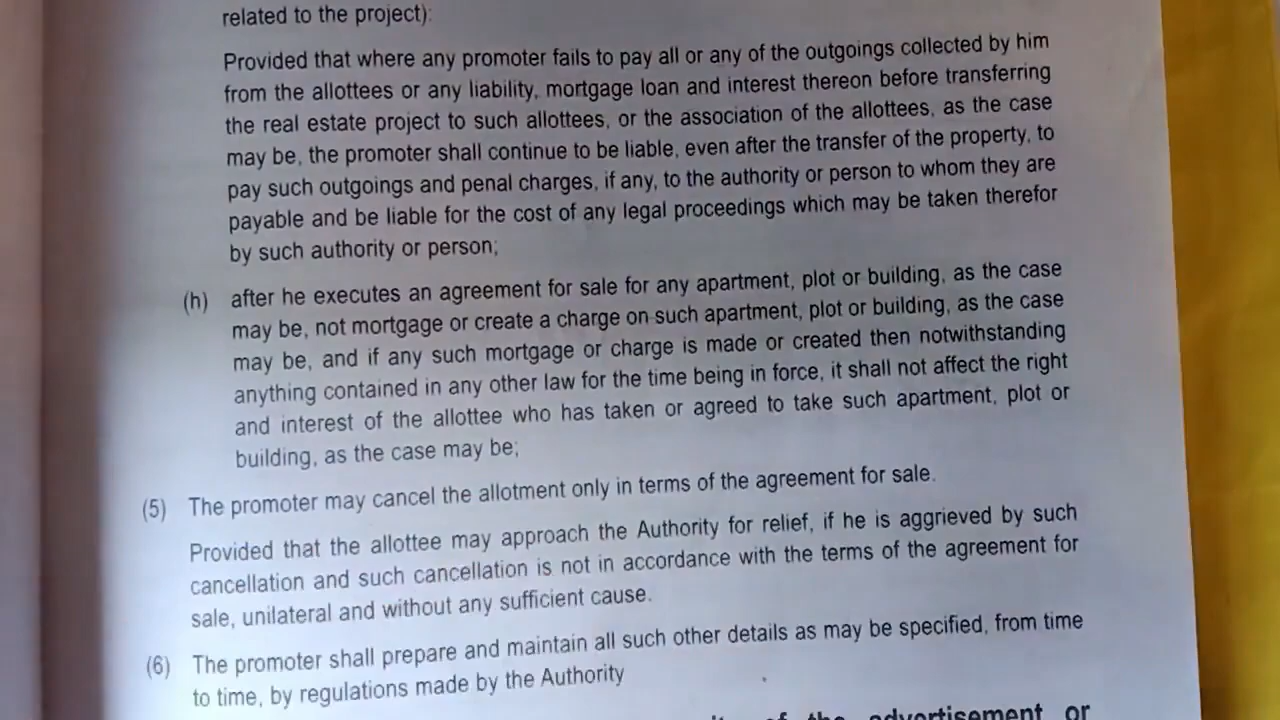 related to the project):
Provided that where any promoter fails to pay all or any of the outgoings collected by him
from the allottees or any liability, mortgage loan and interest thereon before transferring
the real estate project to such allottees, or the association of the allottees, as the case
may be, the promoter shall continue to be liable, even after the transfer of the property, to
pay such outgoings and penal charges, if any, to the authority or person to whom they are
payable and be liable for the cost of any legal proceedings which may be taken therefor
by such authority or person;
(h) after he executes an agreement for sale for any apartment, plot or building, as the case
may be, not mortgage or create a charge on such apartment, plot or building, as the case
may be, and if any such mortgage or charge is made or created then notwithstanding
anything contained in any other law for the time being in force, it shall not affect the right
and interest of the allottee who has taken or agreed to take such apartment, plot or
building, as the case may be;
(5) The promoter may cancel the allotment only in terms of the agreement for sale.
Provided that the allottee may approach the Authority for relief, if he is aggrieved by such
cancellation and such cancellation is not in accordance with the terms of the agreement for
sale, unilateral and without any sufficient cause.
(6) The promoter shall prepare and maintain all such other details as may be specified, from time
to time, by regulations made by the Authority
of the advertisement or